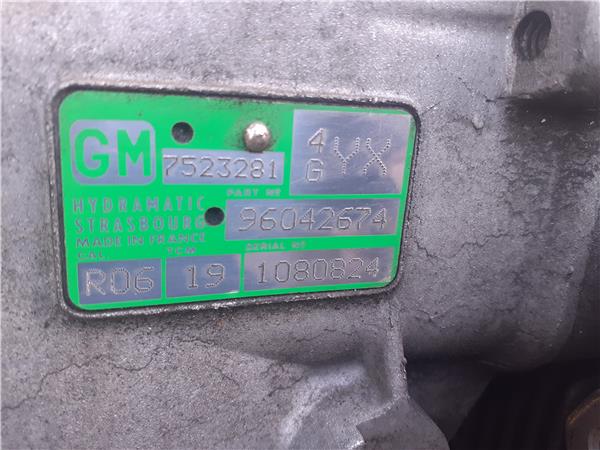 GM
7523281
4
G
YX
PART Nº
HYDRAMATIC
STRASBOURG
MADE IN FRANCE
96042674
SERIAL Nº
CAL. TCM
R06 19 1080824